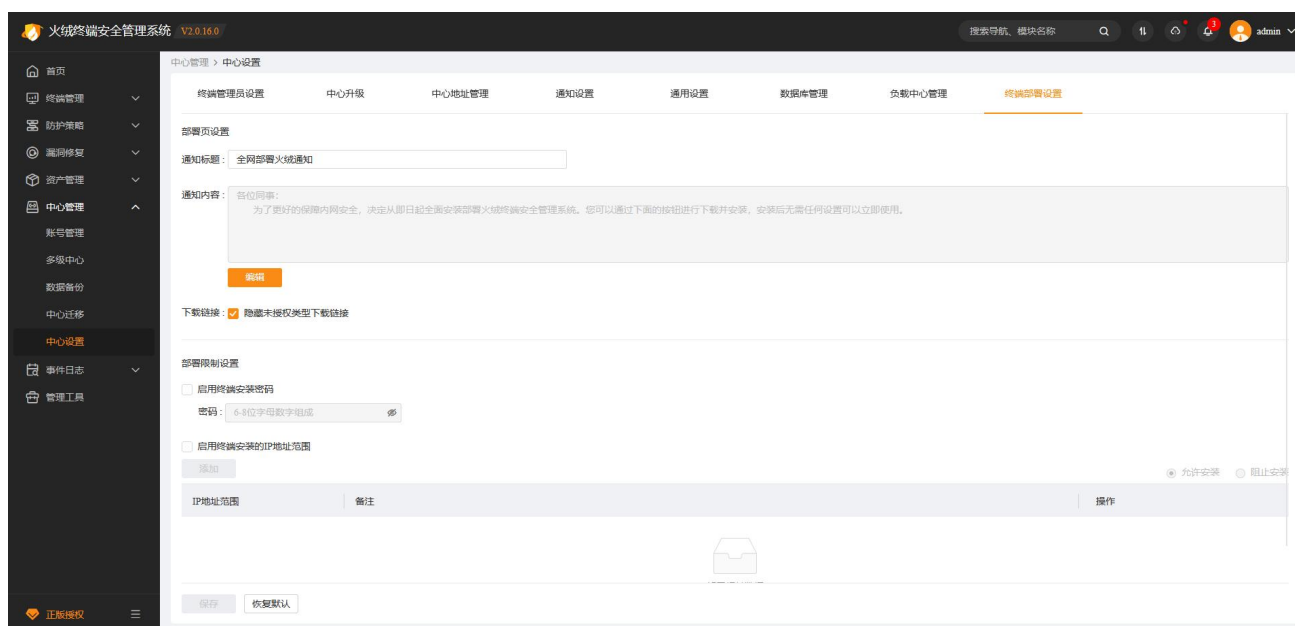 火绒终端安全管理系统 V2.0.16.0 搜索导航、模块名称 3 admin
中心管理 > 中心设置
首页
终端管理
防护策略
漏洞修复
资产管理
中心管理
账号管理
多级中心
数据备份
中心迁移
中心设置
事件日志
管理工具
正版授权
终端管理员设置 中心升级 中心地址管理 通知设置 通用设置 数据库管理 负载中心管理 终端部署设置
部署页设置
通知标题： 全网部署火绒通知
通知内容： 各位同事：
为了更好的保障内网安全，决定从即日起全面安装部署火绒终端安全管理系统。您可以通过下面的按钮进行下载并安装，安装后无需任何设置可以立即使用。
编辑
下载链接： 隐藏未授权类型下载链接
部署限制设置
启用终端安装密码
密码： 6-8位字母数字组成
启用终端安装的IP地址范围
添加 允许安装 阻止安装
IP地址范围 备注 操作
保存 恢复默认